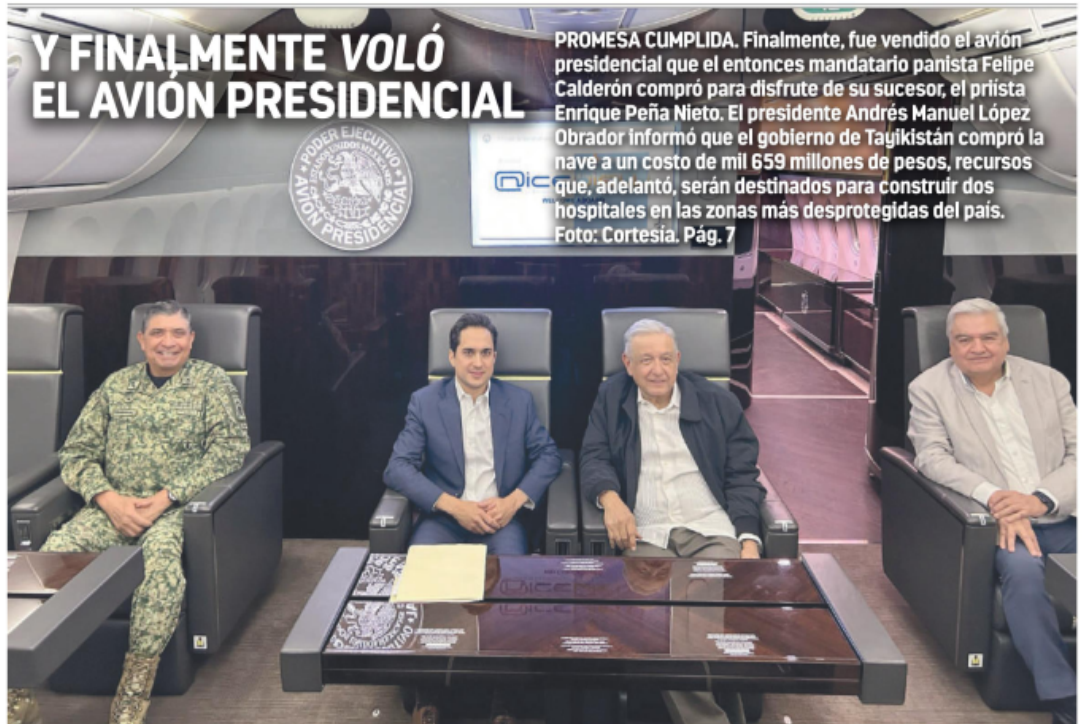 Y FINALMENTE VOLÓ
EL AVIÓN PRESIDENCIAL
PROMESA CUMPLIDA. Finalmente, fue vendido el avión
presidencial que el entonces mandatario panista Felipe
Calderón compró para disfrute de su sucesor, el priista
Enrique Peña Nieto. El presidente Andrés Manuel López
Obrador informó que el gobierno de Tayikistán compró la
nave a un costo de mil 659 millones de pesos, recursos
que, adelantó, serán destinados para construir dos
hospitales en las zonas más desprotegidas del país.
Foto: Cortesía. Pág. 7
PODER EJECUTIVO
ESTADOS UNIDOS MEXICANOS
AVIÓN PRESIDENCIAL